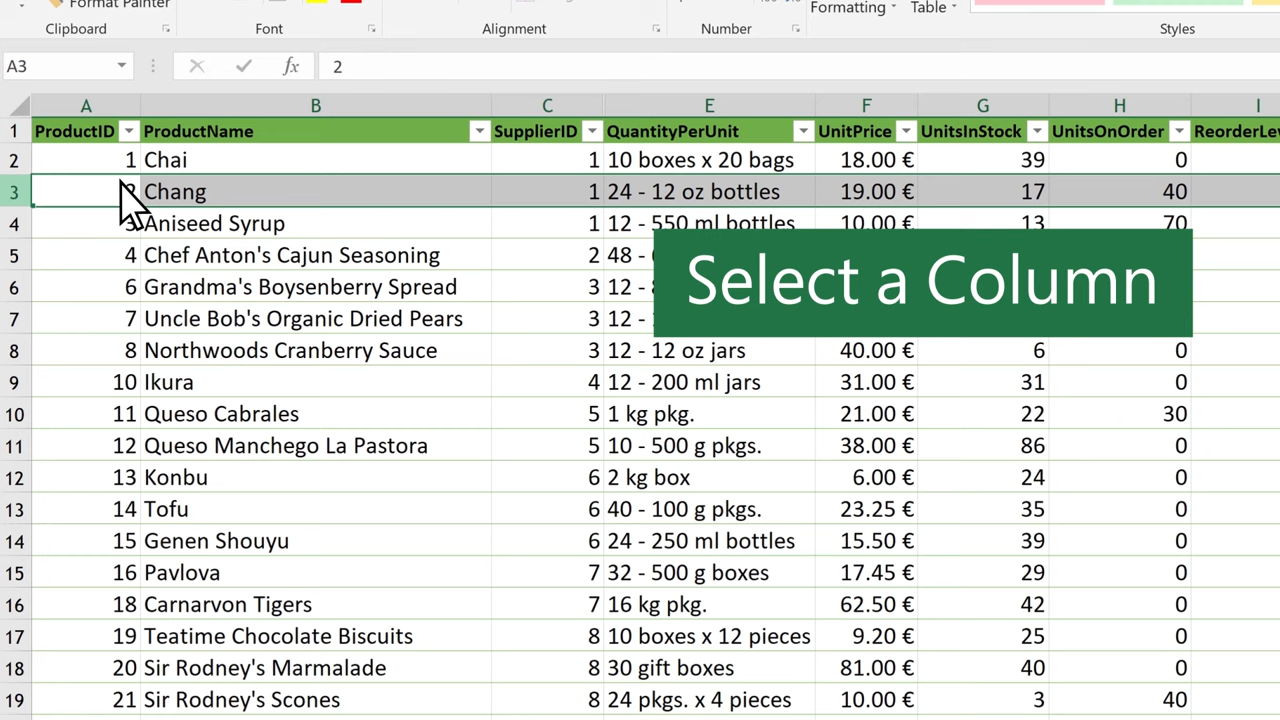 Format Painter
Formatting
Table
Clipboard
Font
Alignment
Number
Styles
A3
fx
2
A B C E F G H I
1 ProductID ProductName SupplierID QuantityPerUnit UnitPrice UnitsInStock UnitsOnOrder
2 1 Chai 1 10 boxes x 20 bags 18.00 € 39 0
3 2 Chang 1 24 - 12 oz bottles 19.00 € 17 40
4 3 Aniseed Syrup 1 12 - 550 ml bottles 10.00 € 13 70
Select a Column
5 4 Chef Anton's Cajun Seasoning 2 48 -
6 6 Grandma's Boysenberry Spread 3 12 -
7 7 Uncle Bob's Organic Dried Pears 3 12 -
8 8 Northwoods Cranberry Sauce 3 12 - 12 oz jars 40.00 € 6 0
9 10 Ikura 4 12 - 200 ml jars 31.00 € 31 0
10 11 Queso Cabrales 5 1 kg pkg. 21.00 € 22 30
11 12 Queso Manchego La Pastora 5 10 - 500 g pkgs. 38.00 € 86 0
12 13 Konbu 6 2 kg box 6.00 € 24 0
13 14 Tofu 6 40 - 100 g pkgs. 23.25 € 35 0
14 15 Genen Shouyu 6 24 - 250 ml bottles 15.50 € 39 0
15 16 Pavlova 7 32 - 500 g boxes 17.45 € 29 0
16 18 Carnarvon Tigers 7 16 kg pkg. 62.50 € 42 0
17 19 Teatime Chocolate Biscuits 8 10 boxes x 12 pieces 9.20 € 25 0
18 20 Sir Rodney's Marmalade 8 30 gift boxes 81.00 € 40 0
19 21 Sir Rodney's Scones 8 24 pkgs. x 4 pieces 10.00 € 3 40